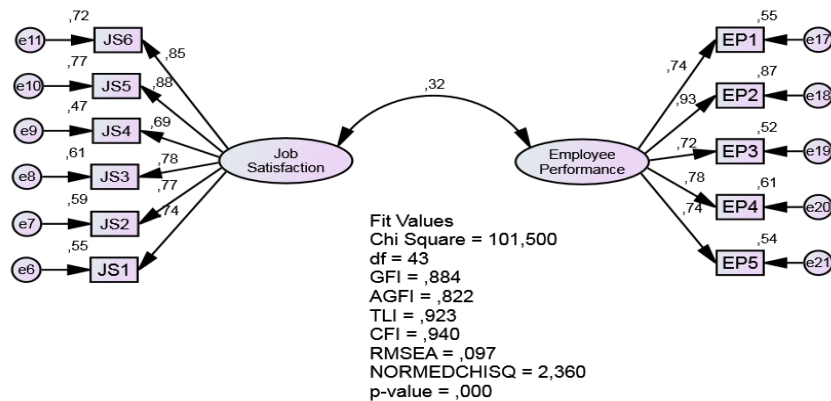 ,72
e11
JS6
,85
,77
e10
JS5
,88
,47
e9
JS4
,69
,61
e8
JS3
,78
,59
e7
JS2
,77
,55
e6
JS1
,74
Job
Satisfaction
,32
Employee
Performance
,55
EP1
e17
,74
,87
EP2
e18
,93
,52
EP3
e19
,72
,61
EP4
e20
,78
,54
EP5
e21
,74
Fit Values
Chi Square = 101,500
df = 43
GFI = ,884
AGFI = ,822
TLI = ,923
CFI = ,940
RMSEA = ,097
NORMEDCHISQ = 2,360
p-value = ,000